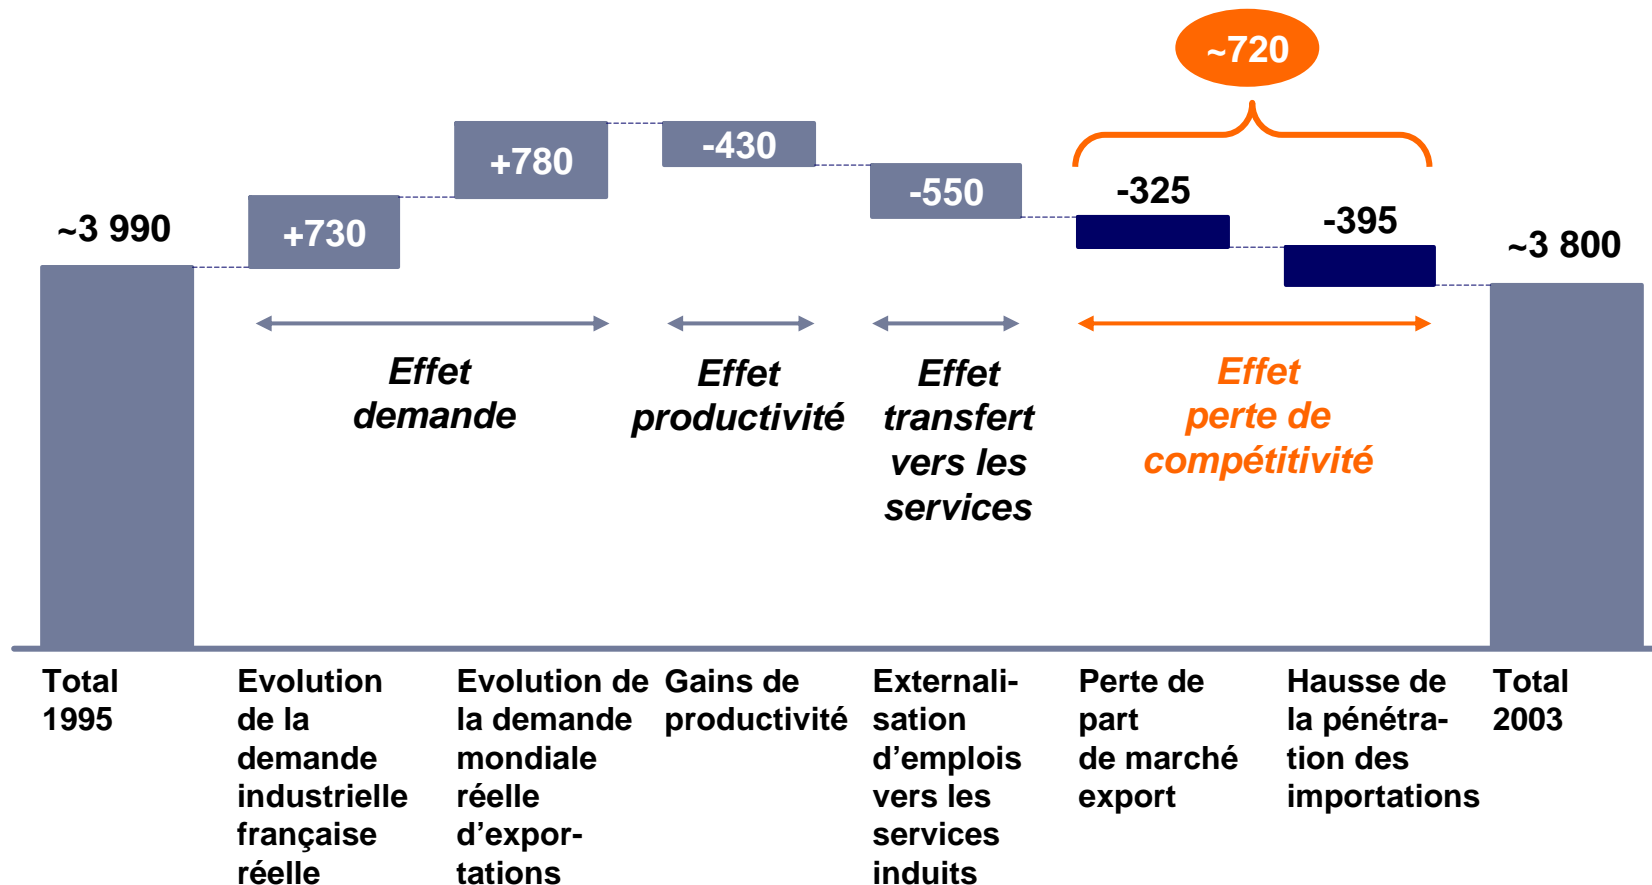 ~720
+780
-430
-550
-325
-395
~3 990
+730
~3 800
Effet
demande
Effet
productivité
Effet
transfert
vers les
services
Effet
perte de
compétitivité
Total
1995
Evolution
de la
demande
industrielle
française
réelle
Evolution de
la demande
mondiale
réelle
d’expor-
tations
Gains de
productivité
Externali-
sation
d’emplois
vers les
services
induits
Perte de
part
de marché
export
Hausse de
la pénétra-
tion des
importations
Total
2003